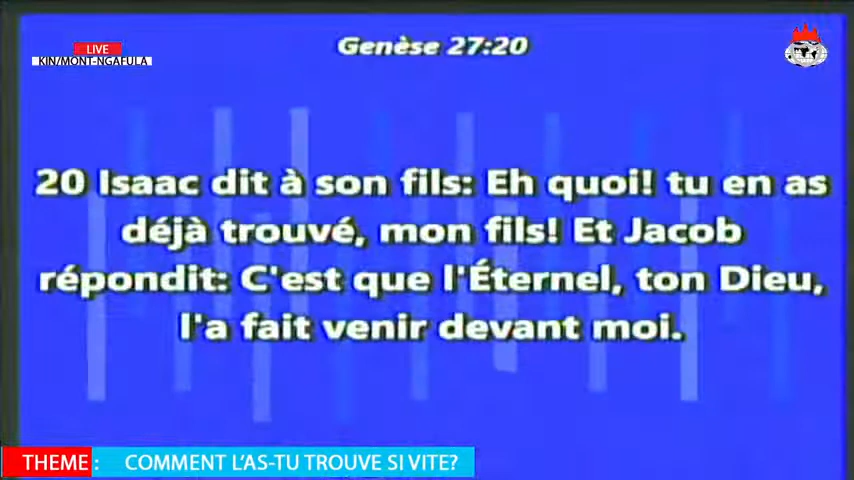 Genèse 27:20
LIVE
KIN/MONT-NGAFULA
20 Isaac dit à son fils: Eh quoi! tu en as
déjà trouvé, mon fils! Et Jacob
répondit: C'est que l'Éternel, ton Dieu,
l'a fait venir devant moi.
THEME : COMMENT L'AS-TU TROUVE SI VITE?